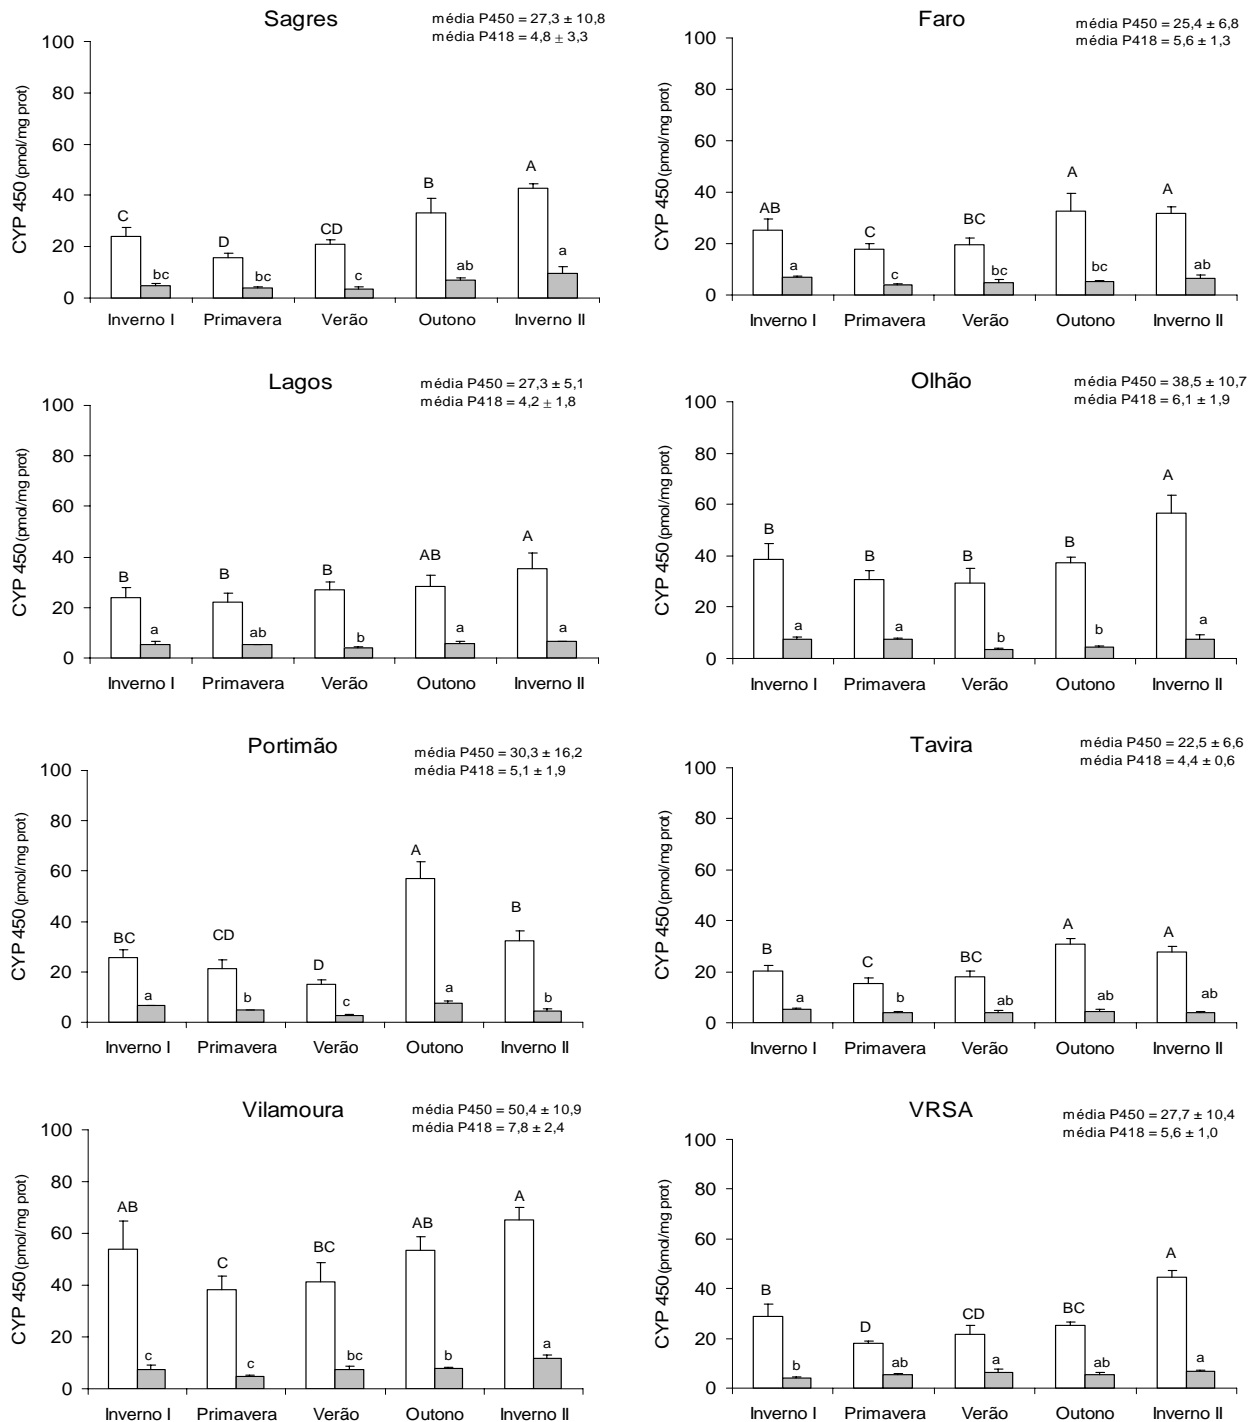 Sagres
média P450 = 27,3 ± 10,8
média P418 = 4,8 ± 3,3
CYP 450 (pmol/mg prot)
100
80
60
40
20
0
C
D
CD
B
A
bc
bc
c
ab
a
Inverno I Primavera Verão Outono Inverno II
Faro
média P450 = 25,4 ± 6,8
média P418 = 5,6 ± 1,3
CYP 450 (pmol/mg prot)
100
80
60
40
20
0
AB
C
BC
A
A
a
c
bc
bc
ab
Inverno I Primavera Verão Outono Inverno II
Lagos
média P450 = 27,3 ± 5,1
média P418 = 4,2 ± 1,8
CYP 450 (pmol/mg prot)
100
80
60
40
20
0
B
B
B
AB
A
a
ab
b
a
a
Inverno I Primavera Verão Outono Inverno II
Olhão
média P450 = 38,5 ± 10,7
média P418 = 6,1 ± 1,9
CYP 450 (pmol/mg prot)
100
80
60
40
20
0
B
B
B
B
A
a
a
b
b
a
Inverno I Primavera Verão Outono Inverno II
Portimão
média P450 = 30,3 ± 16,2
média P418 = 5,1 ± 1,9
CYP 450 (pmol/mg prot)
100
80
60
40
20
0
BC
CD
D
A
B
a
b
c
a
b
Inverno I Primavera Verão Outono Inverno II
Tavira
média P450 = 22,5 ± 6,6
média P418 = 4,4 ± 0,6
CYP 450 (pmol/mg prot)
100
80
60
40
20
0
B
C
BC
A
A
a
b
ab
ab
ab
Inverno I Primavera Verão Outono Inverno II
Vilamoura
média P450 = 50,4 ± 10,9
média P418 = 7,8 ± 2,4
CYP 450 (pmol/mg prot)
100
80
60
40
20
0
AB
C
BC
AB
A
c
c
bc
b
a
Inverno I Primavera Verão Outono Inverno II
VRSA
média P450 = 27,7 ± 10,4
média P418 = 5,6 ± 1,0
CYP 450 (pmol/mg prot)
100
80
60
40
20
0
B
D
CD
BC
A
b
ab
a
ab
a
Inverno I Primavera Verão Outono Inverno II